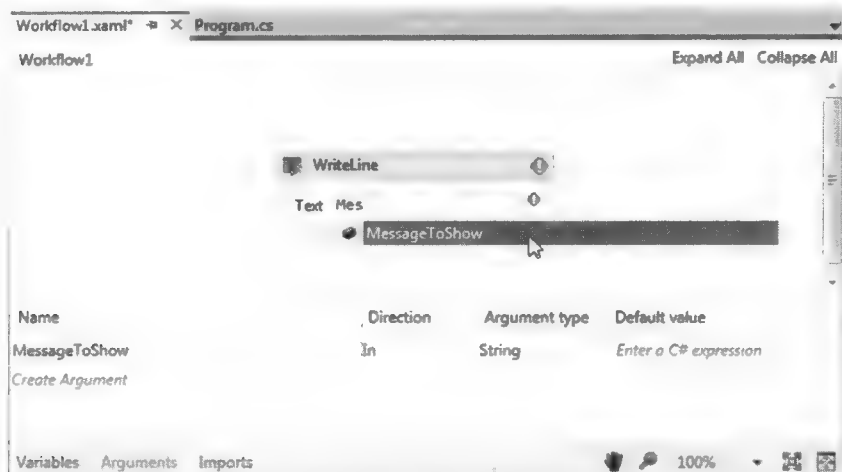 Workflow1.xaml* Program.cs
Workflow1 Expand All Collapse All
WriteLine
Text Mes
MessageToShow
Name Direction Argument type Default value
MessageToShow In String Enter a C# expression
Create Argument
Variables Arguments Imports 100%